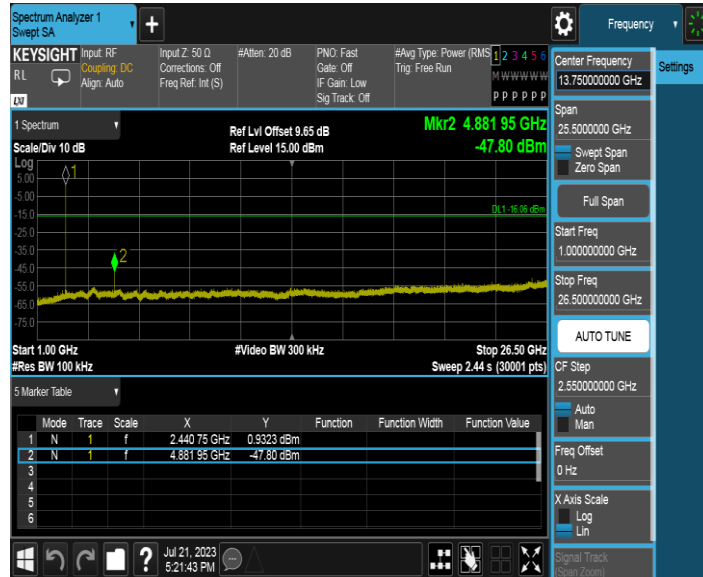 Spectrum Analyzer 1
Swept SA
+
Frequency
KEYSIGHT Input: RF
RL Coupling: DC
Align: Auto
LXI
Input Z: 50 Ω
Corrections: Off
Freq Ref: Int (S)
#Atten: 20 dB
PNO: Fast
Gate: Off
IF Gain: Low
Sig Track: Off
#Avg Type: Power (RMS
Trig: Free Run
1 2 3 4 5 6
M W W W W W
P P P P P P
1 Spectrum
Scale/Div 10 dB
Ref Lvl Offset 9.65 dB
Ref Level 15.00 dBm
Mkr2 4.881 95 GHz
-47.80 dBm
Log
5.00
-5.00
-15.0
-25.0
-35.0
-45.0
-55.0
-65.0
-75.0
1
2
DL1 -16.06 dBm
Start 1.00 GHz
#Res BW 100 kHz
#Video BW 300 kHz
Stop 26.50 GHz
Sweep 2.44 s (30001 pts)
5 Marker Table
Mode Trace Scale X Y Function Function Width Function Value
1 N 1 f 2.440 75 GHz 0.9323 dBm
2 N 1 f 4.881 95 GHz -47.80 dBm
3
4
5
6
?
Jul 21, 2023
5:21:43 PM
Center Frequency
13.750000000 GHz
Settings
Span
25.5000000 GHz
Swept Span
Zero Span
Full Span
Start Freq
1.000000000 GHz
Stop Freq
26.500000000 GHz
AUTO TUNE
CF Step
2.550000000 GHz
Auto
Man
Freq Offset
0 Hz
X Axis Scale
Log
Lin
Signal Track
(Span Zoom)